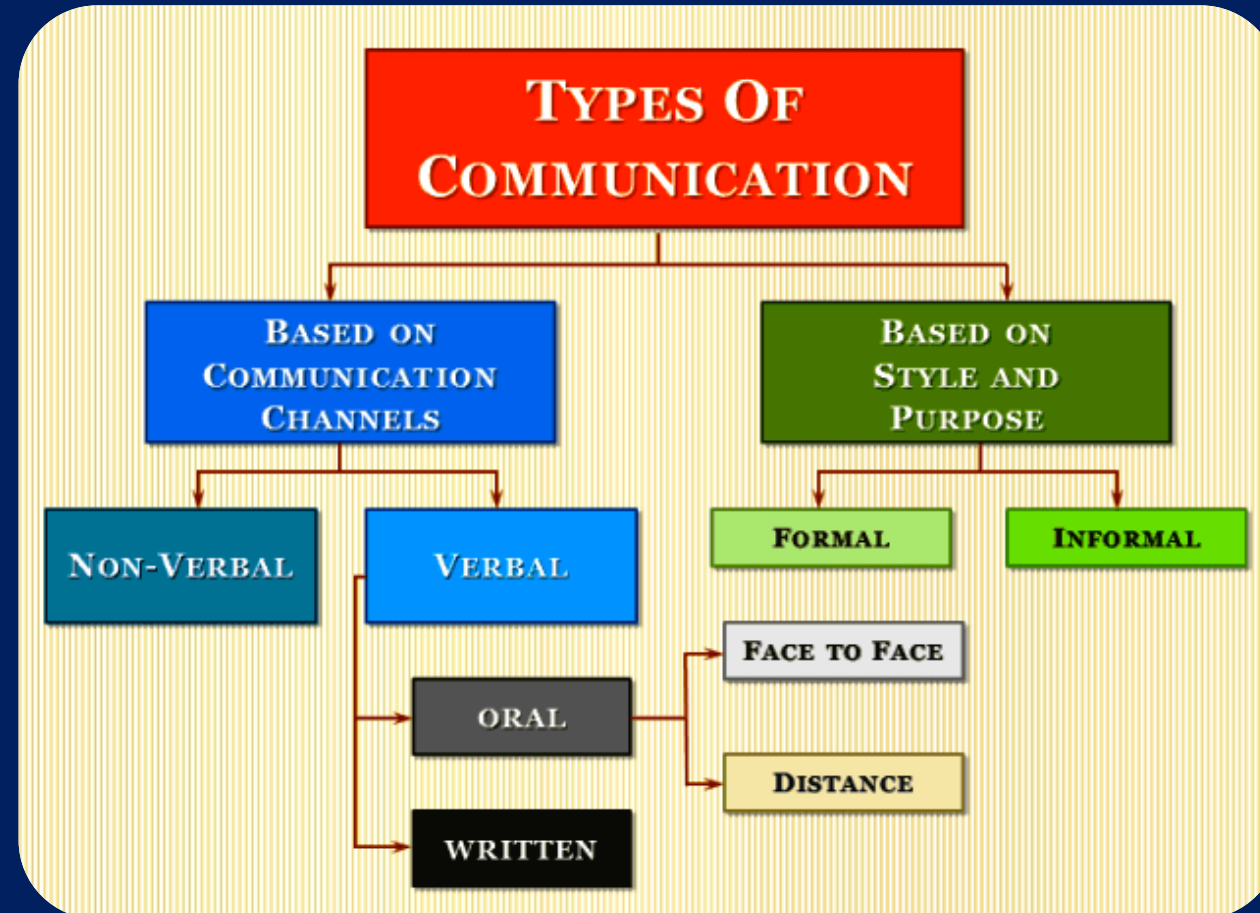 TYPES OF
COMMUNICATION
BASED ON
COMMUNICATION
CHANNELS
BASED ON
STYLE AND
PURPOSE
NON-VERBAL
VERBAL
FORMAL
INFORMAL
FACE TO FACE
ORAL
DISTANCE
WRITTEN